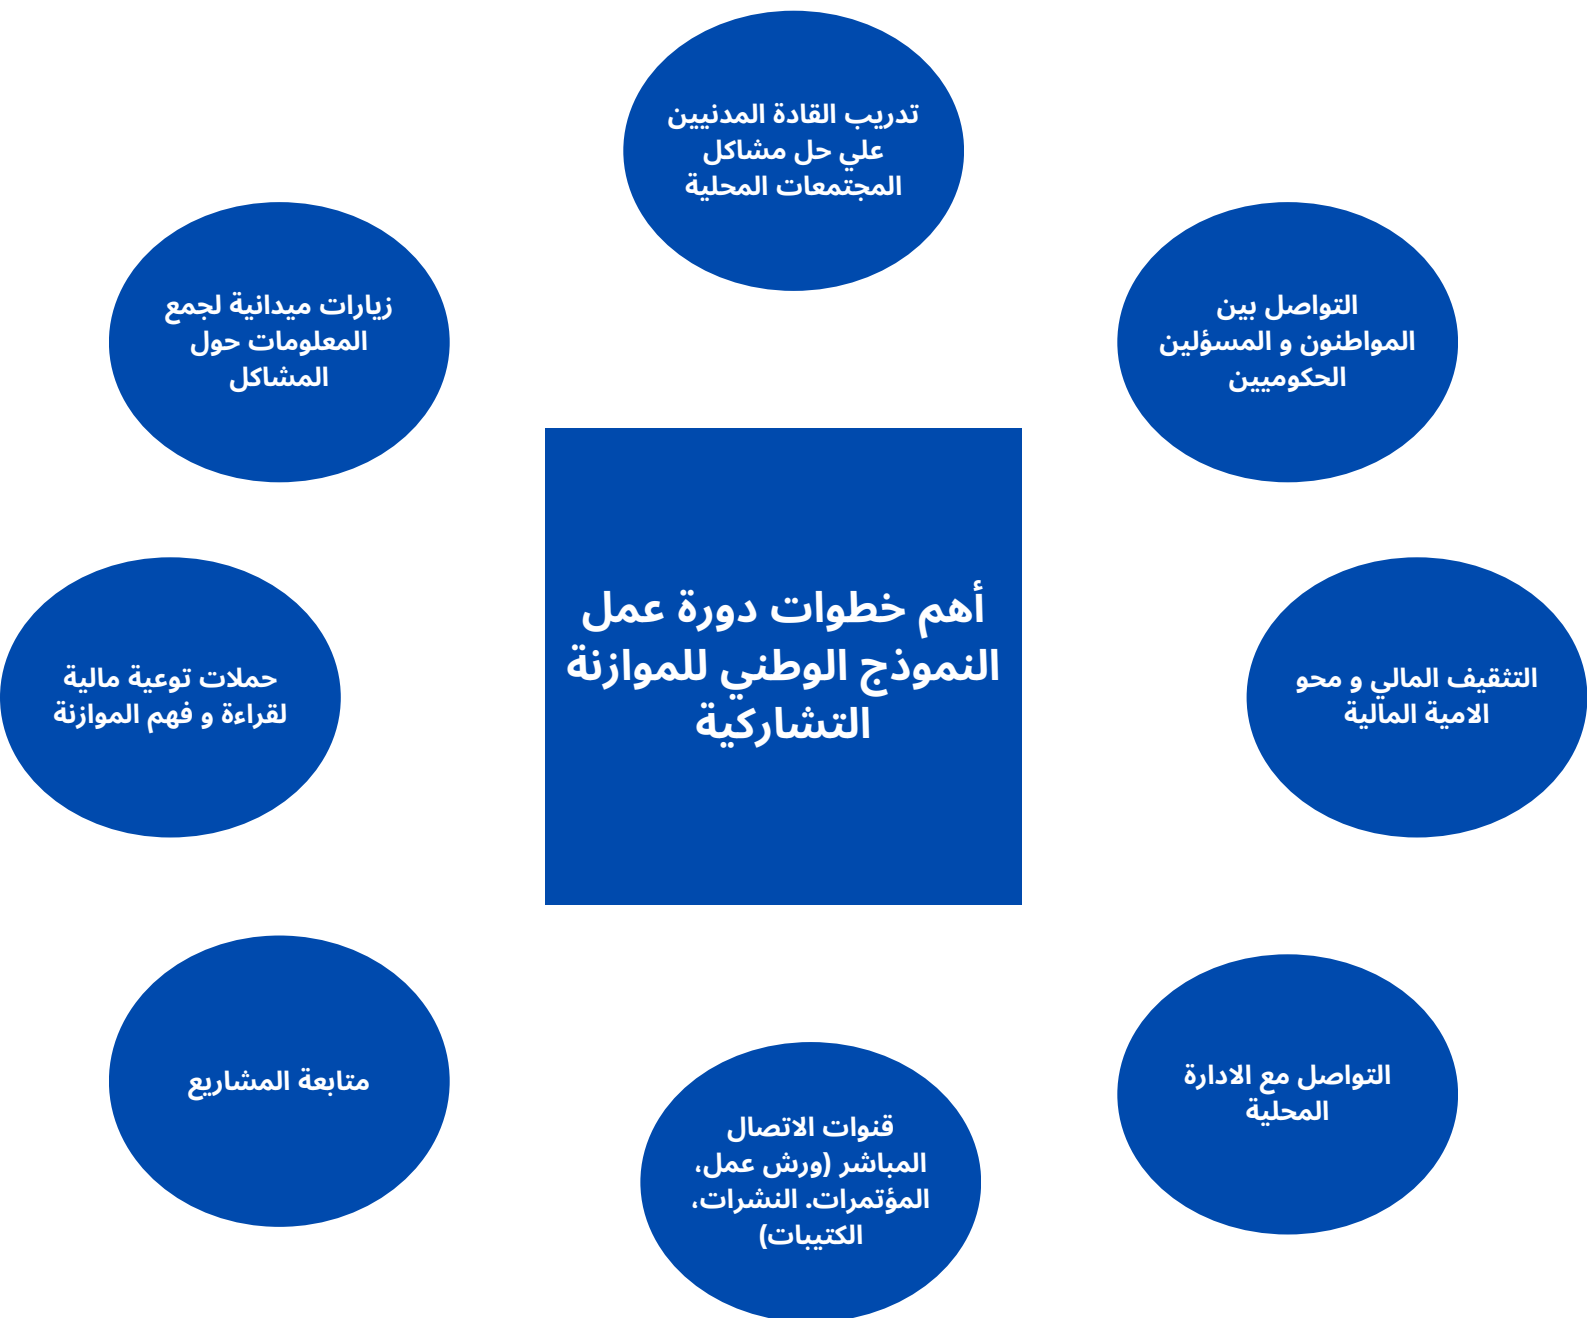 تدريب القادة المدنيين
علي حل مشاكل
المجتمعات المحلية
التواصل بين
المواطنون و المسؤلين
الحكوميين
زيارات ميدانية لجمع
المعلومات حول
المشاكل
أهم خطوات دورة عمل
النموذج الوطني للموازنة
التشاركية
التثقيف المالي و محو
الامية المالية
حملات توعية مالية
لقراءة و فهم الموازنة
التواصل مع الادارة
المحلية
متابعة المشاريع
قنوات الاتصال
المباشر (ورش عمل،
المؤتمرات. النشرات،
الكتيبات)